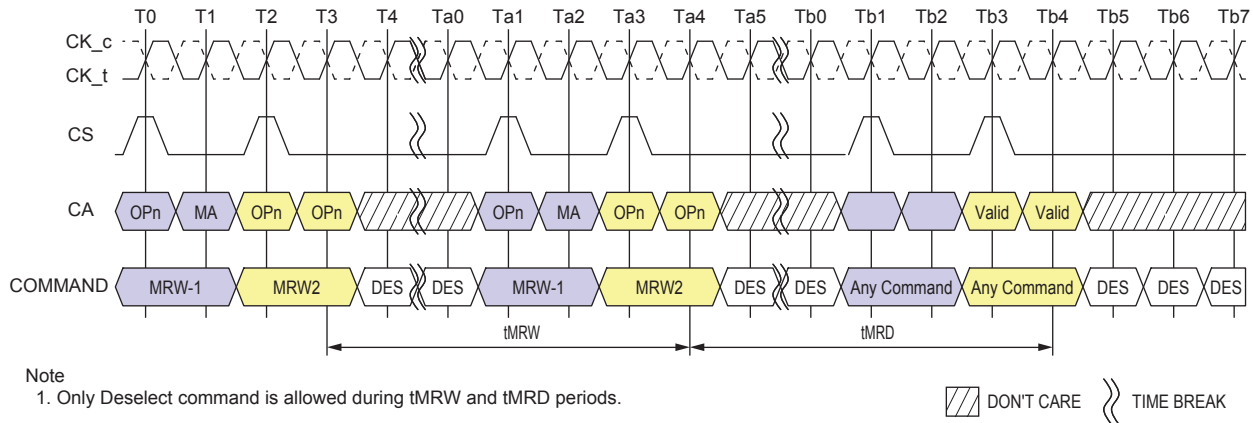 T0 T1 T2 T3 T4 Ta0 Ta1 Ta2 Ta3 Ta4 Ta5 Tb0 Tb1 Tb2 Tb3 Tb4 Tb5 Tb6 Tb7
CK_c
CK_t
CS
CA OPn MA OPn OPn OPn MA OPn OPn Valid Valid
COMMAND MRW-1 MRW2 DES DES MRW-1 MRW2 DES DES Any Command Any Command DES DES DES
tMRW tMRD
Note
1. Only Deselect command is allowed during tMRW and tMRD periods.
DON'T CARE TIME BREAK